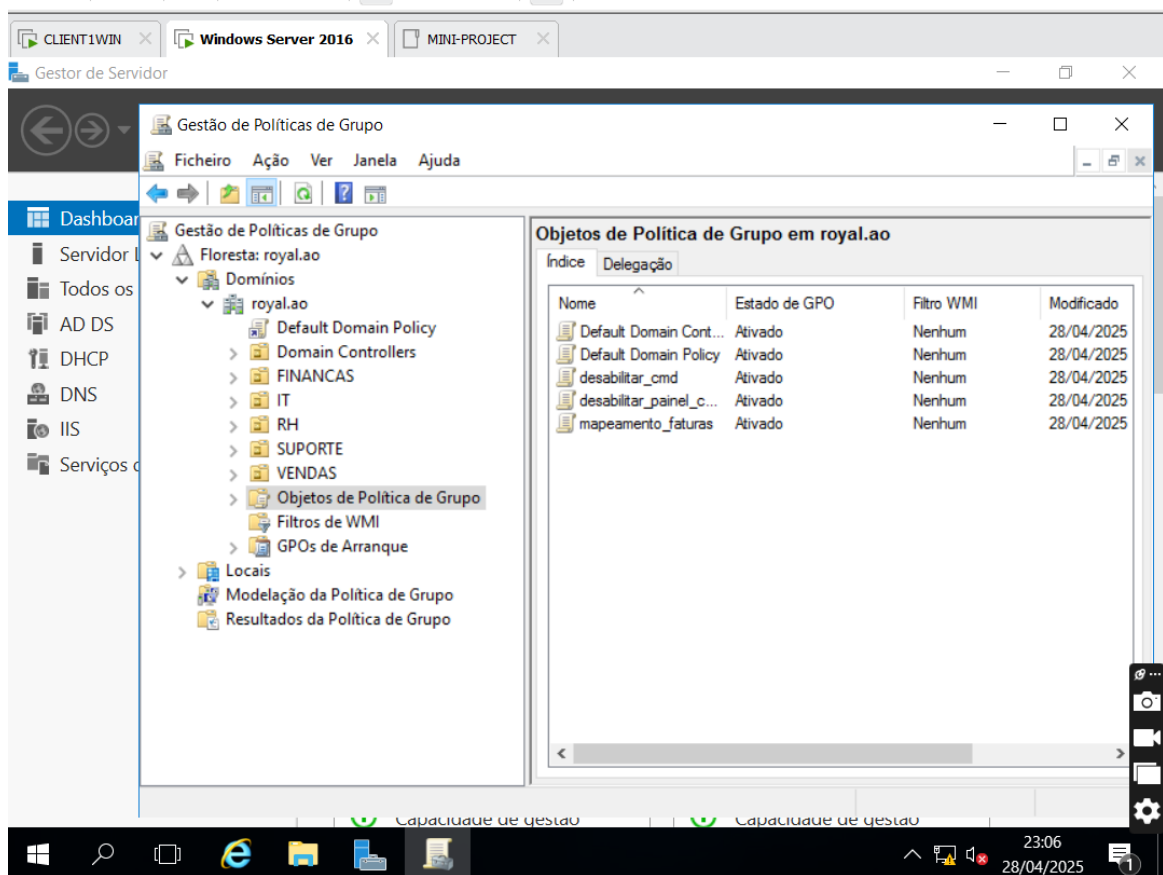 CLIENT1WIN
Windows Server 2016
MINI-PROJECT
Gestor de Servidor
Gestão de Políticas de Grupo
Ficheiro Ação Ver Janela Ajuda
Dashboar
Servidor L
Todos os
AD DS
DHCP
DNS
IIS
Serviços d
Gestão de Políticas de Grupo
Floresta: royal.ao
Domínios
royal.ao
Default Domain Policy
Domain Controllers
FINANCAS
IT
RH
SUPORTE
VENDAS
Objetos de Política de Grupo
Filtros de WMI
GPOs de Arranque
Locais
Modelação da Política de Grupo
Resultados da Política de Grupo
Objetos de Política de Grupo em royal.ao
Índice Delegação
Nome Estado de GPO Filtro WMI Modificado
Default Domain Cont... Ativado Nenhum 28/04/2025
Default Domain Policy Ativado Nenhum 28/04/2025
desabilitar_cmd Ativado Nenhum 28/04/2025
desabilitar_painel_c... Ativado Nenhum 28/04/2025
mapeamento_faturas Ativado Nenhum 28/04/2025
Capacidade de gestão Capacidade de gestão
23:06
28/04/2025
1